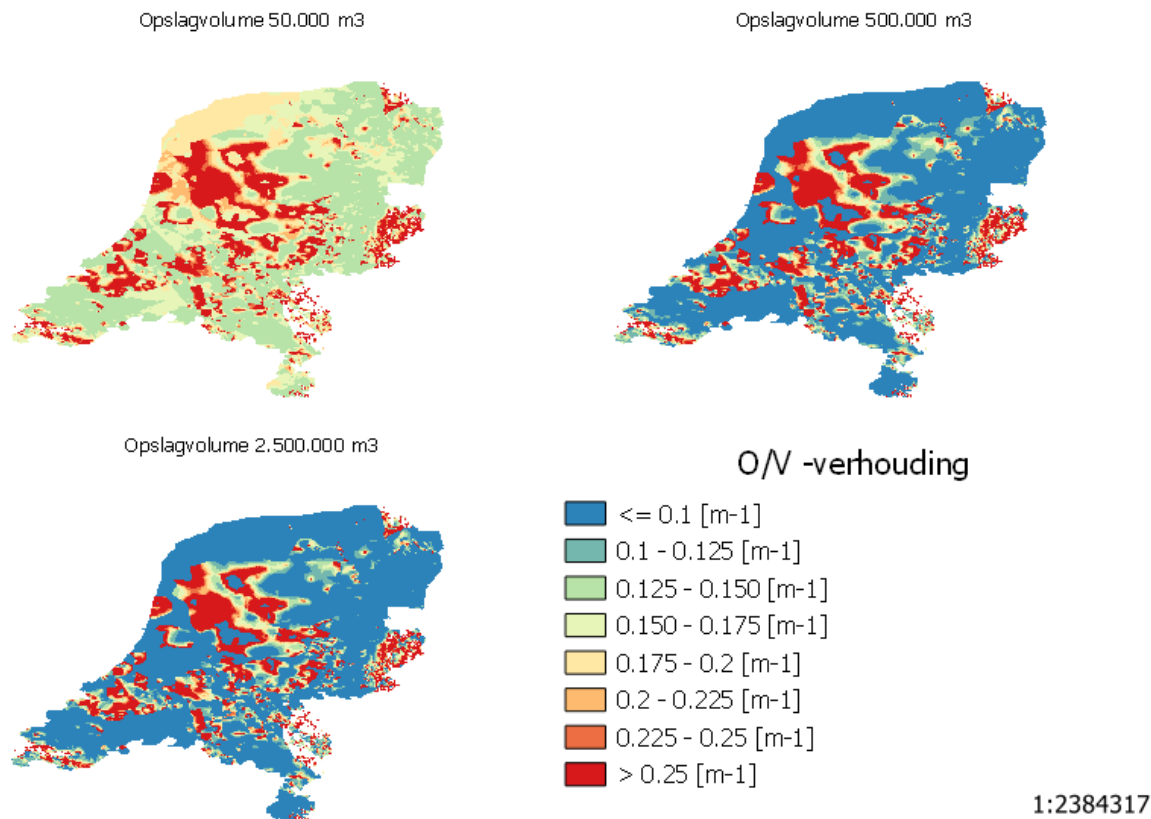 Opslagvolume 50.000 m3
Opslagvolume 500.000 m3
Opslagvolume 2.500.000 m3
O/V -verhouding
<= 0.1 [m-1]
0.1 - 0.125 [m-1]
0.125 - 0.150 [m-1]
0.150 - 0.175 [m-1]
0.175 - 0.2 [m-1]
0.2 - 0.225 [m-1]
0.225 - 0.25 [m-1]
> 0.25 [m-1]
1:2384317